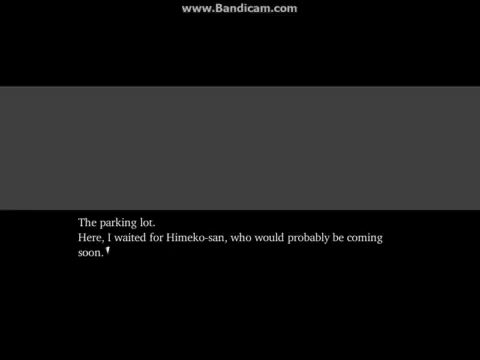 www.Bandicam.com
The parking lot.
Here, I waited for Himeko-san, who would probably be coming
soon.